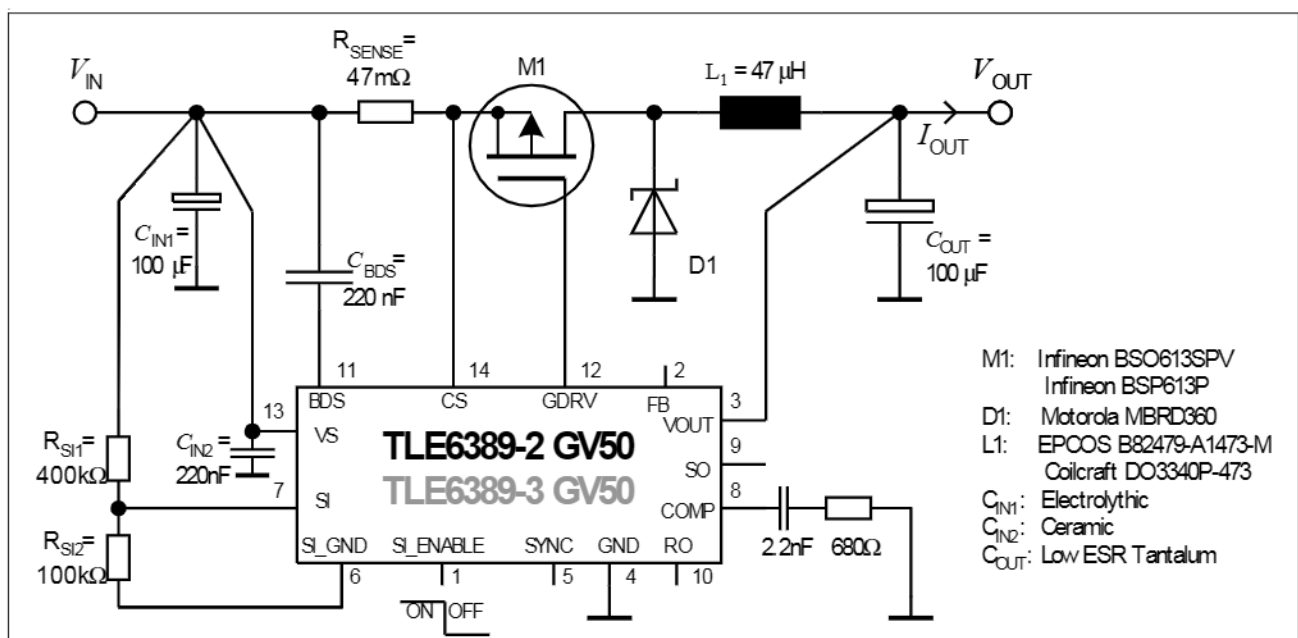 R_SENSE=
47mΩ
M1
L₁ = 47 μH
V_IN
V_OUT
I_OUT
C_IN1=
100 μF
C_BDS=
220 nF
D1
C_OUT =
100 μF
11
14
12
2
BDS
CS
GDRV
FB
13
VS
3
VOUT
TLE6389-2 GV50
TLE6389-3 GV50
9
SO
R_SI1=
400kΩ
C_IN2=
220nF
7
SI
8
COMP
2.2nF
680Ω
R_SI2=
100kΩ
SI_GND
SI_ENABLE
SYNC
GND
RO
6
1
5
4
10
ON
OFF
M1: Infineon BSO613SPV
Infineon BSP613P
D1: Motorola MBRD360
L1: EPCOS B82479-A1473-M
Coilcraft DO3340P-473
C_IN1: Electrolythic
C_IN2: Ceramic
C_OUT: Low ESR Tantalum